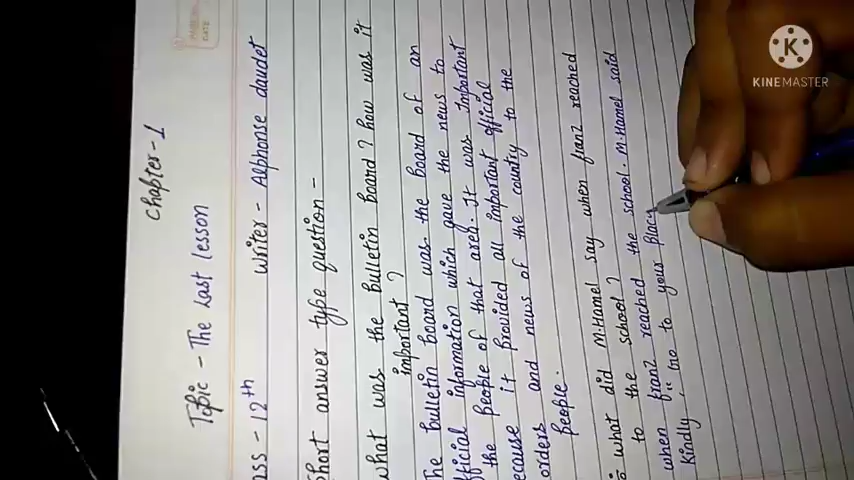 Chapter-1
Topic - The Last lesson
ass - 12th writer - Alphonse daudet
Short answer type question -
what was the bulletin board? how was it
important?
The bulletin board was the board of an
fficial information which gave the news to
the people of that area. It was Important
ecause it provided all important official
orders and news of the country to the
people.
what did M.Hamel say when franz reached
to the school?
when franz reached the school. M.Hamel said
kindly, "Go to your plac
KINEMASTER